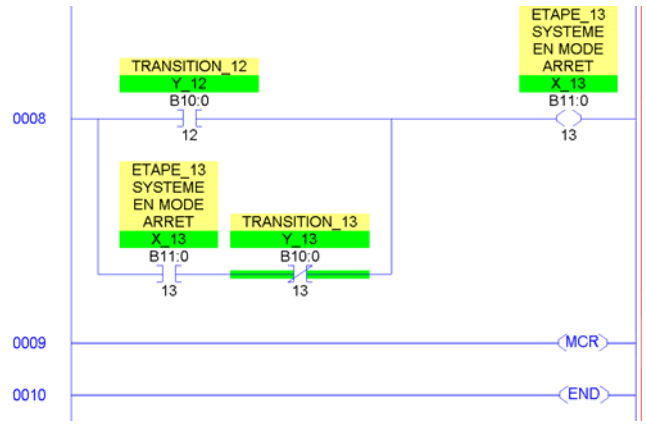 ETAPE_13
SYSTEME
EN MODE
ARRET
X_13
B11:0
13
TRANSITION_12
Y_12
B10:0
12
0008
ETAPE_13
SYSTEME
EN MODE
ARRET
X_13
B11:0
13
TRANSITION_13
Y_13
B10:0
13
0009
MCR
0010
END